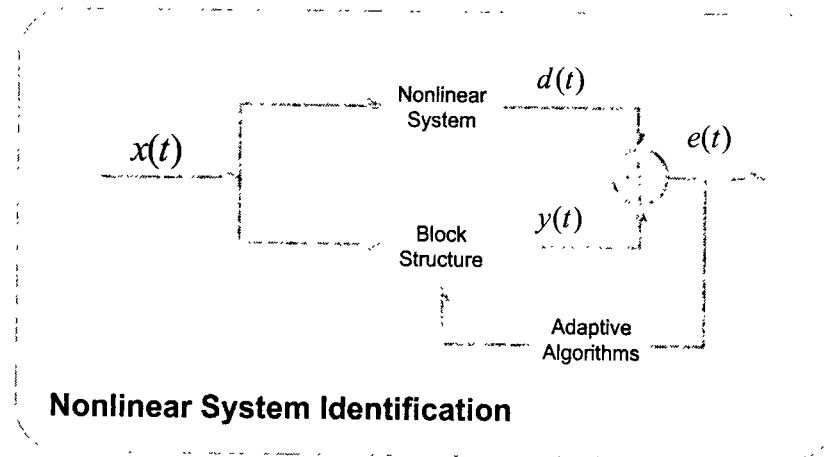 d(t)
Nonlinear
System
x(t)
e(t)
y(t)
Block
Structure
Adaptive
Algorithms
Nonlinear System Identification